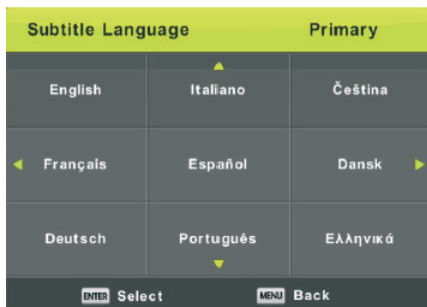 Subtitle Language Primary
English Italiano Čeština
Français Español Dansk
Deutsch Português Ελληνικά
ENTER Select MENU Back